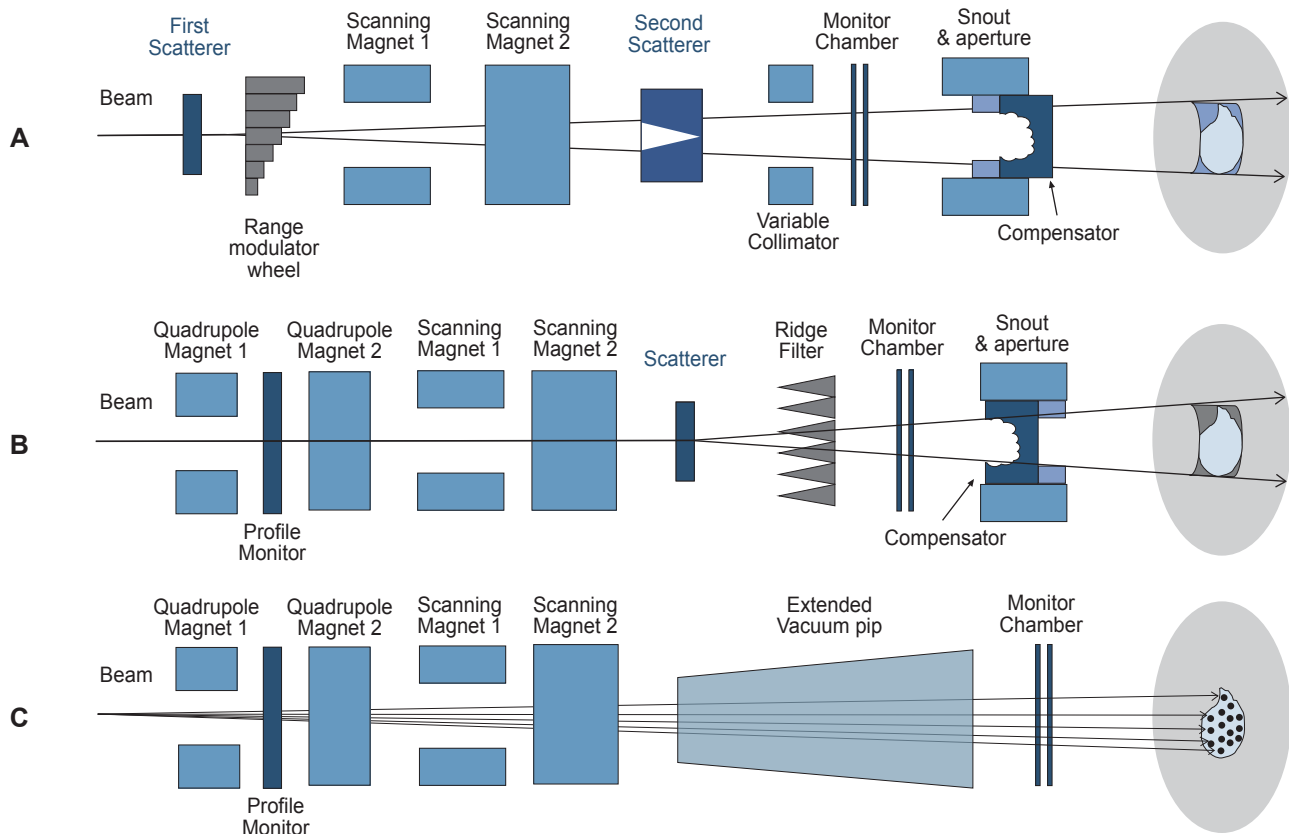 First
Scatterer
Scanning
Magnet 1
Scanning
Magnet 2
Second
Scatterer
Monitor
Chamber
Snout
& aperture
Beam
A
Range
modulator
wheel
Variable
Collimator
Compensator
Quadrupole
Magnet 1
Quadrupole
Magnet 2
Scanning
Magnet 1
Scanning
Magnet 2
Scatterer
Ridge
Filter
Monitor
Chamber
Snout
& aperture
Beam
B
Profile
Monitor
Compensator
Quadrupole
Magnet 1
Quadrupole
Magnet 2
Scanning
Magnet 1
Scanning
Magnet 2
Extended
Vacuum pip
Monitor
Chamber
Beam
C
Profile
Monitor